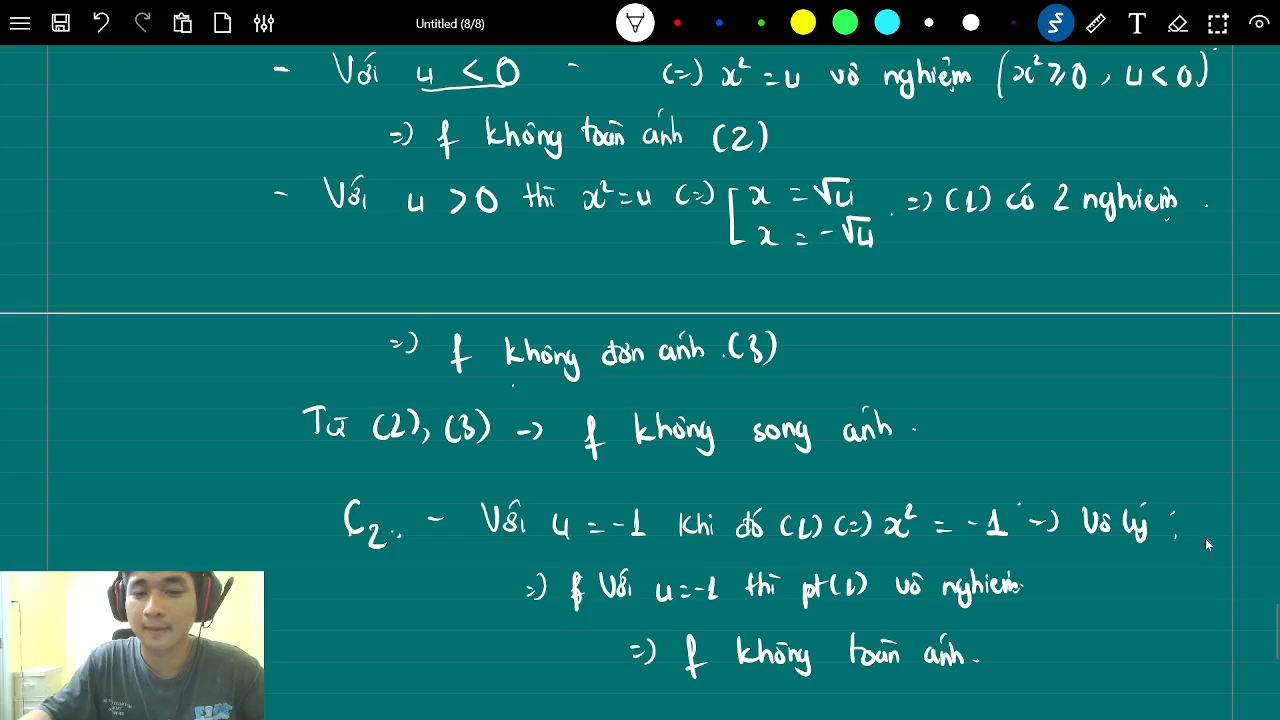 Untitled (8/8)
- Với u < 0 - (=) x² = u vô nghiệm (x² ≥ 0, u < 0)
=) f không toàn ánh (2)
- Với u > 0 thì x² = u (=) [ x = √u =) (1) có 2 nghiệm.
x = -√u
=) f không đơn ánh. (3)
Từ (2), (3) -) f không song ánh.
C₂: - Với u = -1 khi đó (1) (=) x² = -1 -) Vô lý :
=) f Với u = -1 thì pt(1) vô nghiệm.
=) f không toàn ánh.